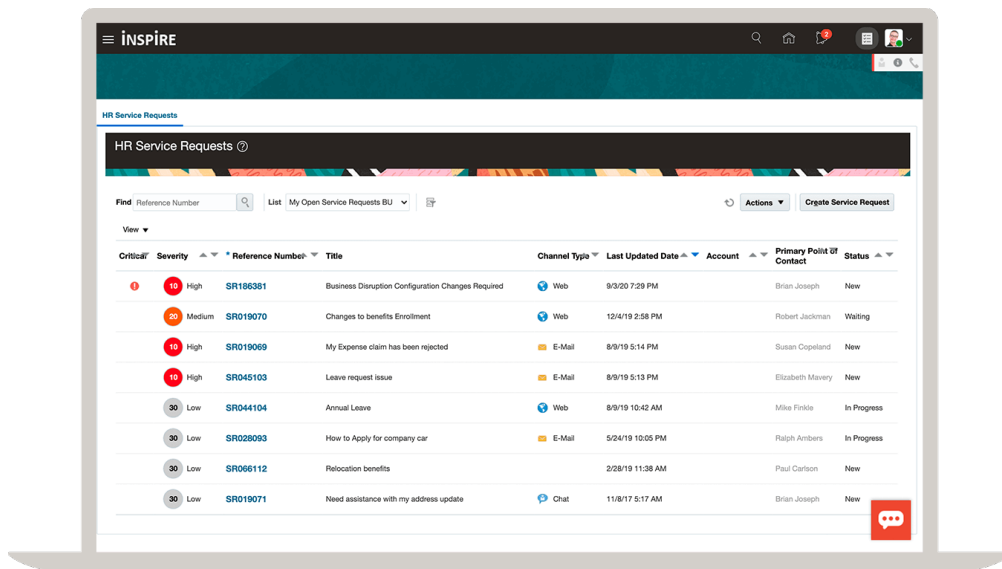 iNSPiRE
2
HR Service Requests
HR Service Requests ?
Find Reference Number List My Open Service Requests BU Actions Create Service Request
View
Critical Severity * Reference Number Title Channel Type Last Updated Date Account Primary Point of Contact Status
10 High SR186381 Business Disruption Configuration Changes Required Web 9/3/20 7:29 PM Brian Joseph New
20 Medium SR019070 Changes to benefits Enrollment Web 12/4/19 2:58 PM Robert Jackman Waiting
10 High SR019069 My Expense claim has been rejected E-Mail 8/9/19 5:14 PM Susan Copeland New
10 High SR045103 Leave request issue E-Mail 8/9/19 5:13 PM Elizabeth Mavery New
30 Low SR044104 Annual Leave Web 8/9/19 10:42 AM Mike Finkle In Progress
30 Low SR028093 How to Apply for company car E-Mail 5/24/19 10:05 PM Ralph Ambers In Progress
30 Low SR066112 Relocation benefits 2/28/19 11:38 AM Paul Carlson New
30 Low SR019071 Need assistance with my address update Chat 11/8/17 5:17 AM Brian Joseph New